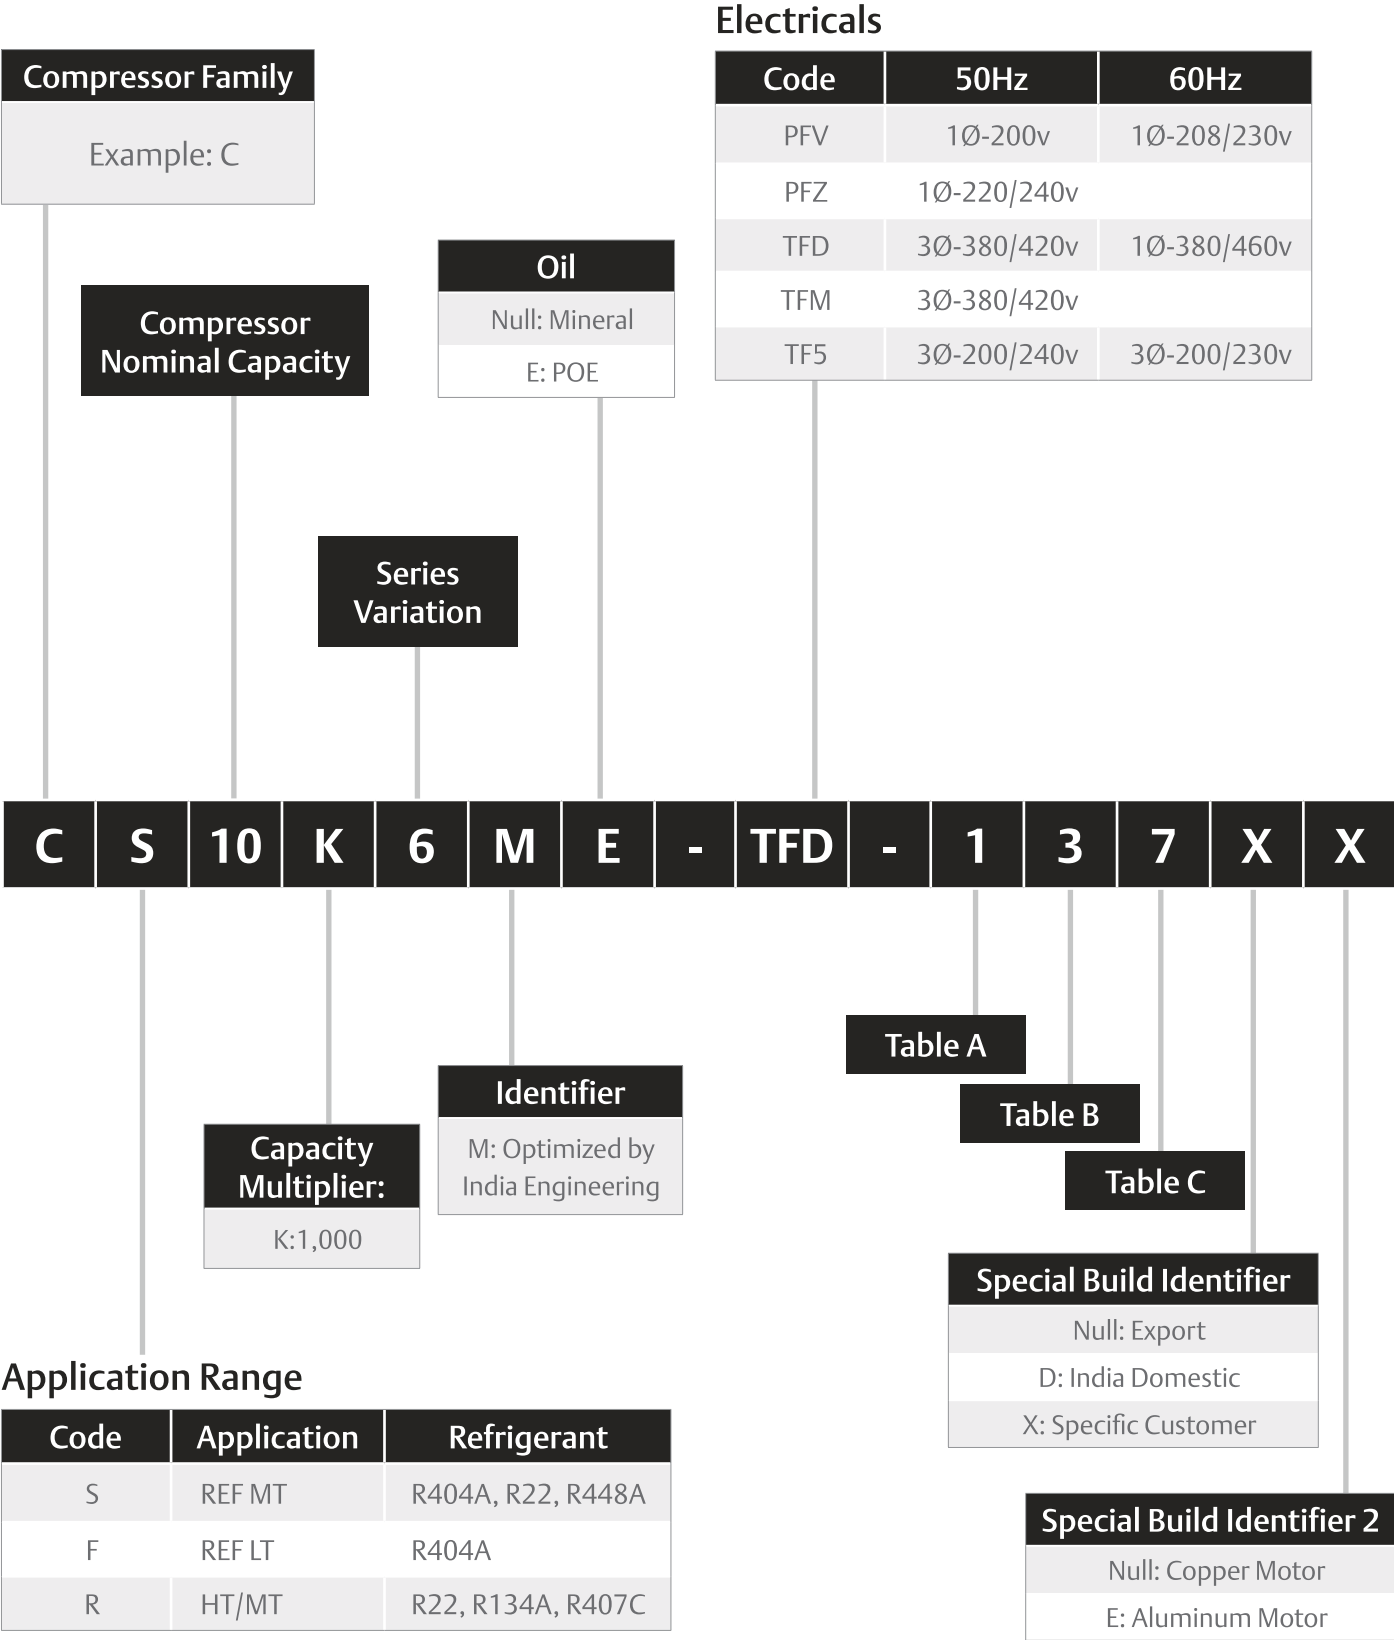 Electricals
Code 50Hz 60Hz
PFV 1Ø-200v 1Ø-208/230v
PFZ 1Ø-220/240v
TFD 3Ø-380/420v 1Ø-380/460v
TFM 3Ø-380/420v
TF5 3Ø-200/240v 3Ø-200/230v
Compressor Family
Example: C
Oil
Null: Mineral
E: POE
Compressor
Nominal Capacity
Series
Variation
C S 10 K 6 M E - TFD - 1 3 7 X X
Table A
Table B
Table C
Identifier
M: Optimized by
India Engineering
Capacity
Multiplier:
K:1,000
Special Build Identifier
Null: Export
D: India Domestic
X: Specific Customer
Application Range
Code Application Refrigerant
S REF MT R404A, R22, R448A
F REF LT R404A
R HT/MT R22, R134A, R407C
Special Build Identifier 2
Null: Copper Motor
E: Aluminum Motor